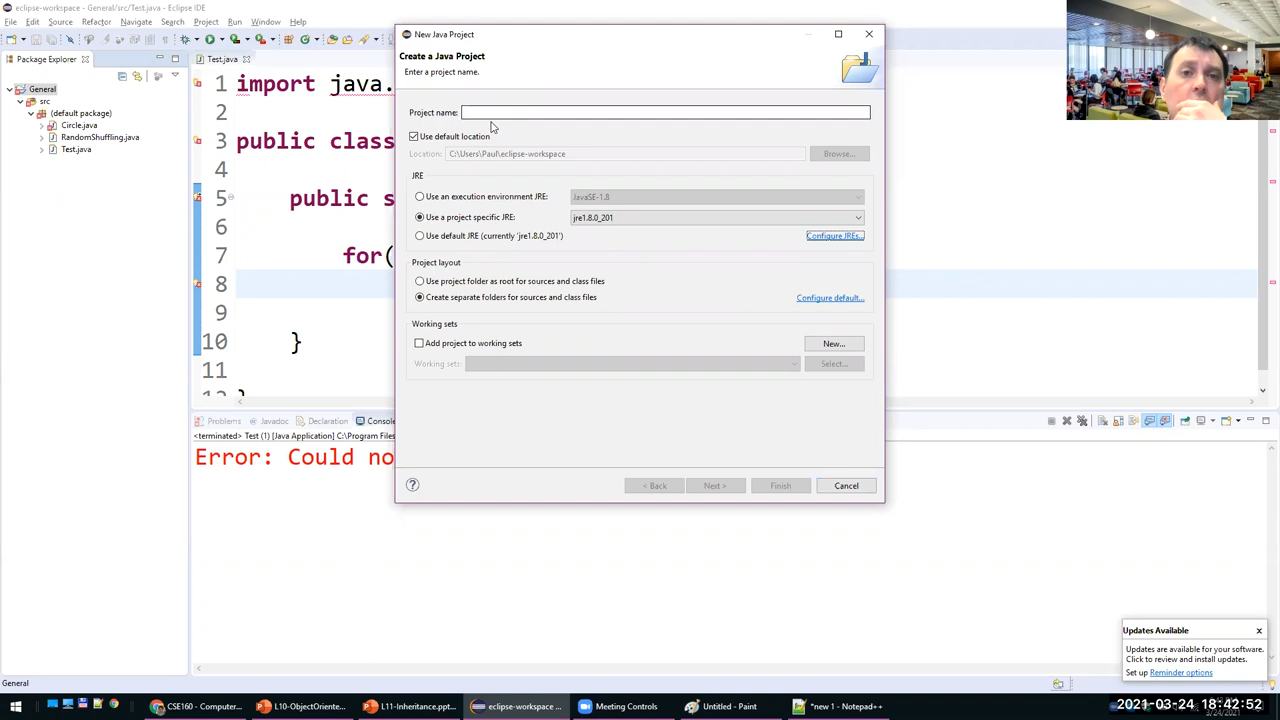 eclipse-workspace - General/src/Test.java - Eclipse IDE
File Edit Source Refactor Navigate Search Project Run Window Help
Package Explorer
General
src
(default package)
Circle.java
RandomShuffling.java
Test.java
Test.java
1 import java.
2
3 public class
4
5 public s
6
7 for(
8
9
10 }
11
New Java Project
Create a Java Project
Enter a project name.
Project name:
Use default location
Location: C:\Users\Paul\eclipse-workspace Browse...
JRE
Use an execution environment JRE: JavaSE-1.8
Use a project specific JRE: jre1.8.0_201
Use default JRE (currently 'jre1.8.0_201') Configure JREs...
Project layout
Use project folder as root for sources and class files
Create separate folders for sources and class files Configure default...
Working sets
Add project to working sets New...
Working sets: Select...
< Back Next > Finish Cancel
Problems Javadoc Declaration Console
<terminated> Test (1) [Java Application] C:\Program Files
Error: Could no
Updates Available x
Updates are available for your software.
Click to review and install updates.
Set up Reminder options
General
CSE160 - Computer... L10-ObjectOriente... L11-Inheritance.ppt... eclipse-workspace ... Meeting Controls Untitled - Paint *new 1 - Notepad++
2021-03-24 18:42:52